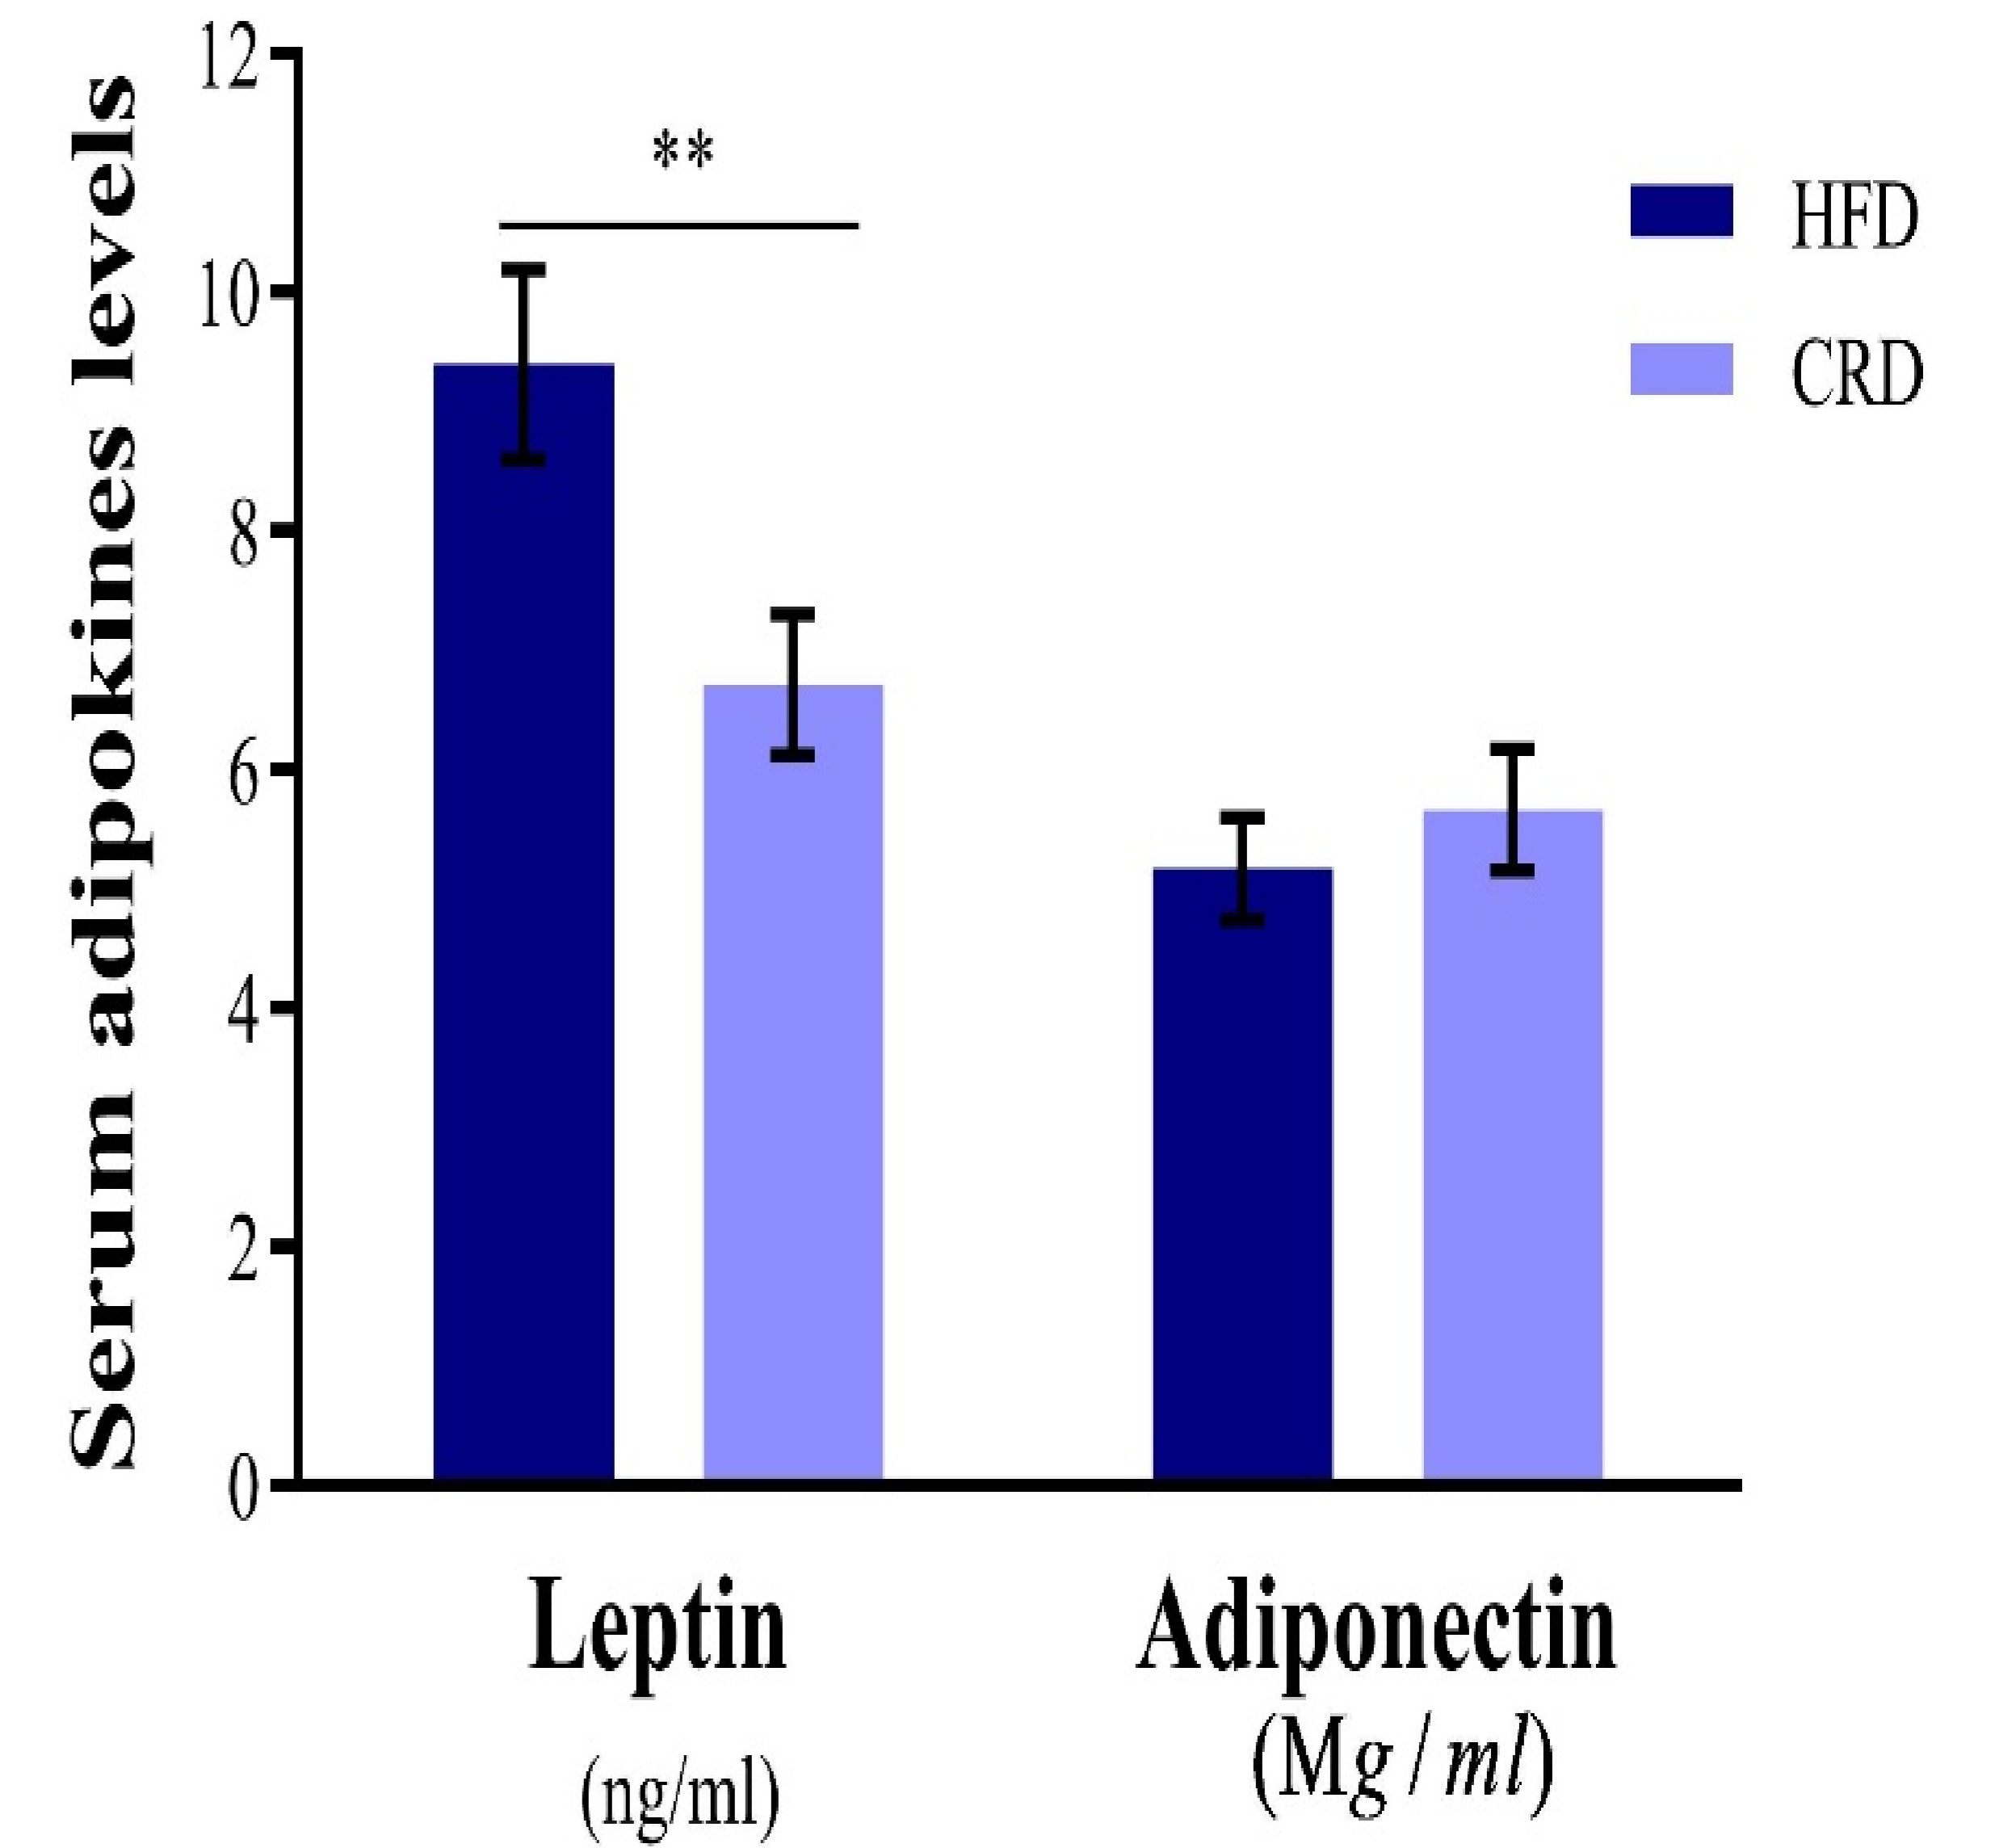 Serum adipokines levels
12
10
8
6
4
2
0
**
HFD
CRD
Leptin
(ng/ml)
Adiponectin
(Mg/ml)